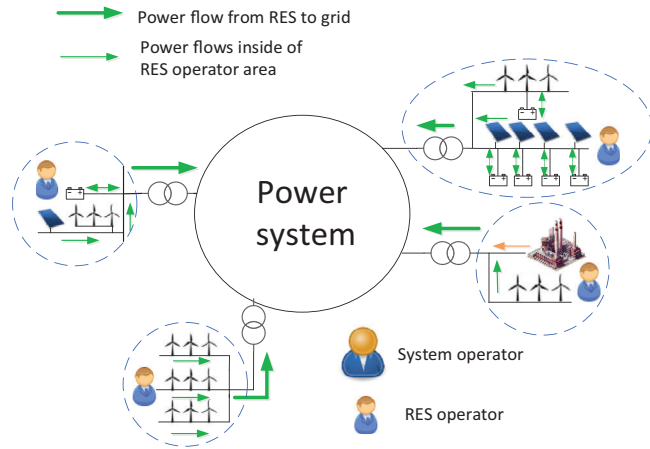 Power flow from RES to grid
Power flows inside of
RES operator area
Power
system
System operator
RES operator